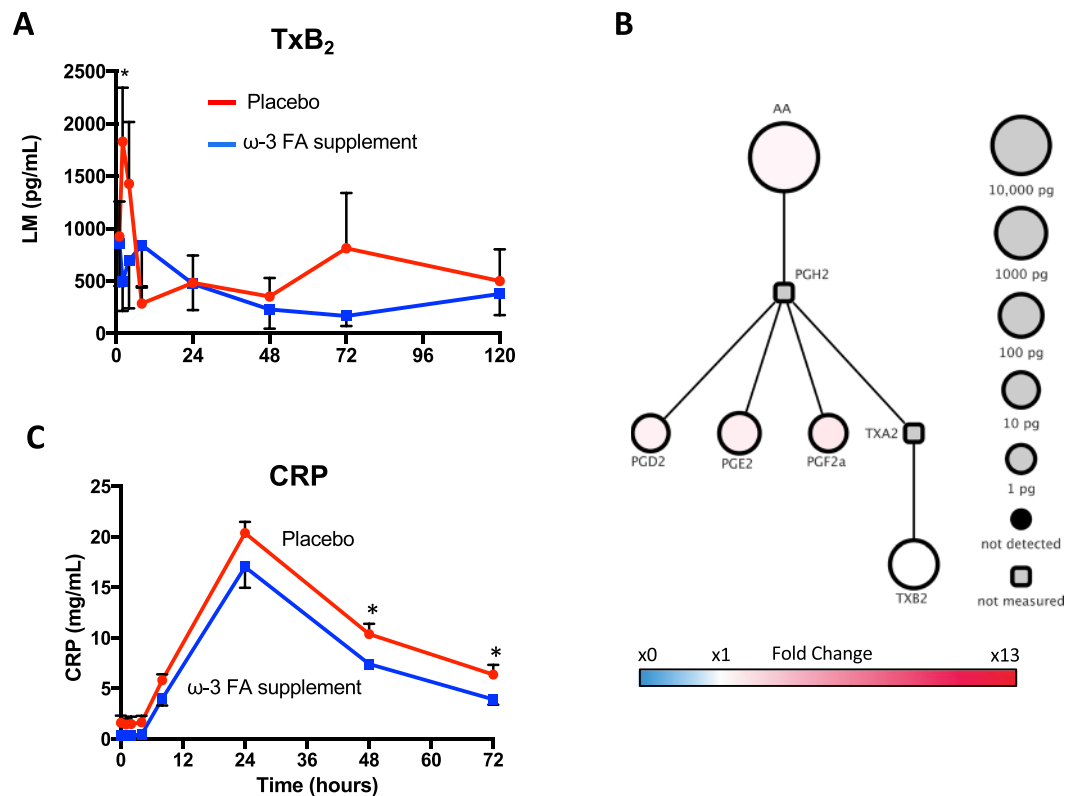 A
TxB2
LM (pg/mL)
2500
2000
1500
1000
500
0
*
Placebo
ω-3 FA supplement
0 24 48 72 96 120
B
AA
PGH2
PGD2
PGE2
PGF2a
TXA2
TXB2
10,000 pg
1000 pg
100 pg
10 pg
1 pg
not detected
not measured
x0 x1 Fold Change x13
C
CRP
CRP (mg/mL)
25
20
15
10
5
0
Placebo
*
*
ω-3 FA supplement
0 12 24 36 48 60 72
Time (hours)